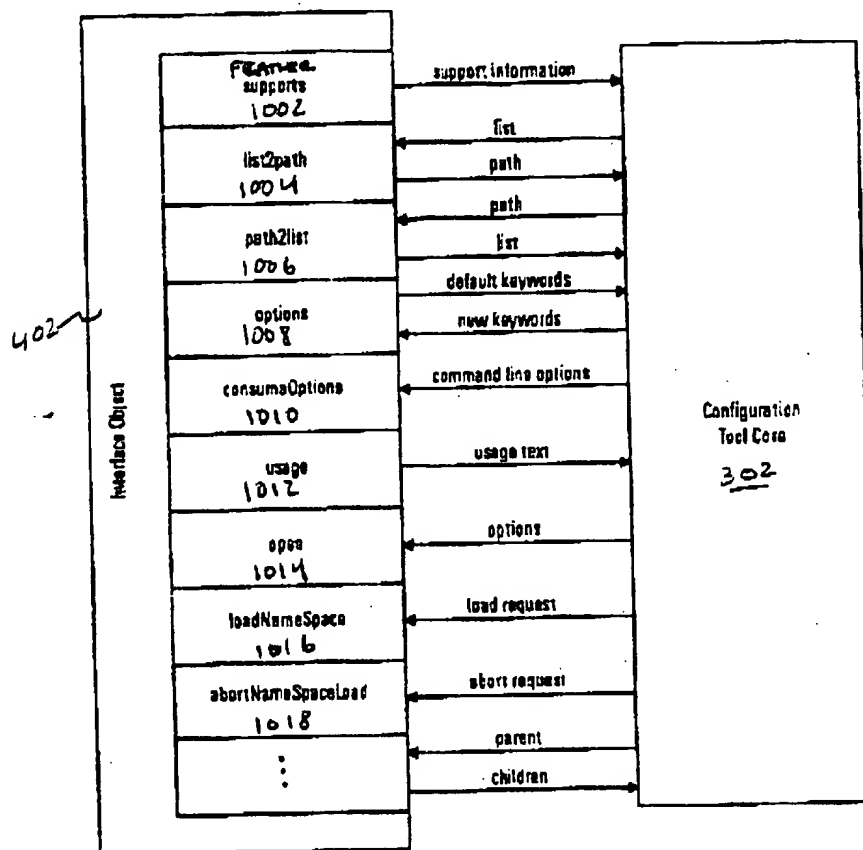 FEATURE
supports
1002
support information
list
list2path
1004
path
path
path2list
1006
list
default keywords
options
1008
new keywords
402
consumeOptions
1010
command line options
Interface Object
Configuration
Tool Core
302
usage
1012
usage text
open
1014
options
loadNameSpace
1016
load request
abortNameSpaceLoad
1018
abort request
parent
children